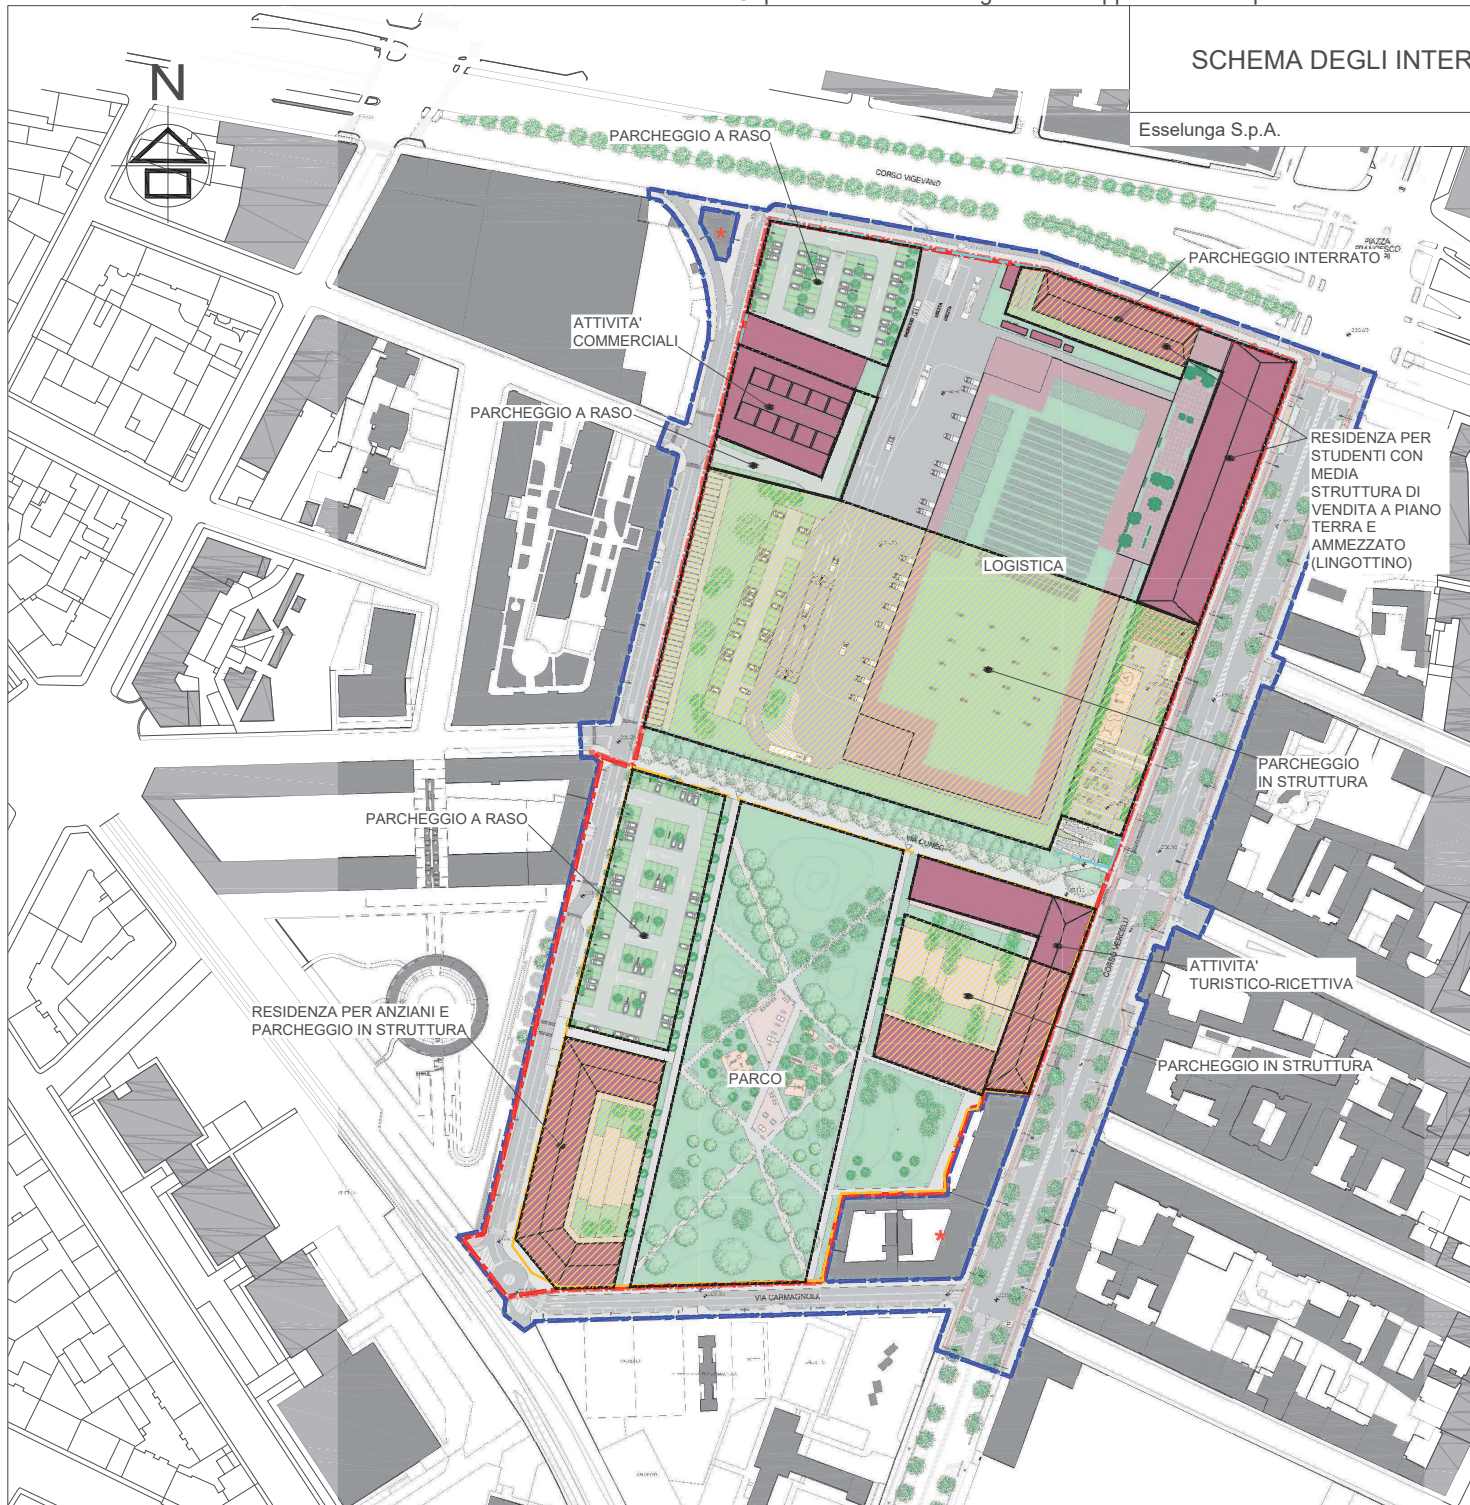 SCHEMA DEGLI INTER
Esselunga S.p.A.
N
PARCHEGGIO A RASO
CORSO VIGEVANO
PIAZZA
FRANCESCO
PARCHEGGIO INTERRATO
ATTIVITA'
COMMERCIALI
PARCHEGGIO A RASO
RESIDENZA PER
STUDENTI CON
MEDIA
STRUTTURA DI
VENDITA A PIANO
TERRA E
AMMEZZATO
(LINGOTTINO)
LOGISTICA
PARCHEGGIO
IN STRUTTURA
PARCHEGGIO A RASO
VIA CUNEO
CORSO VERCELLI
ATTIVITA'
TURISTICO-RICETTIVA
RESIDENZA PER ANZIANI E
PARCHEGGIO IN STRUTTURA
PARCHEGGIO IN STRUTTURA
PARCO
VIA CARMAGNOLA